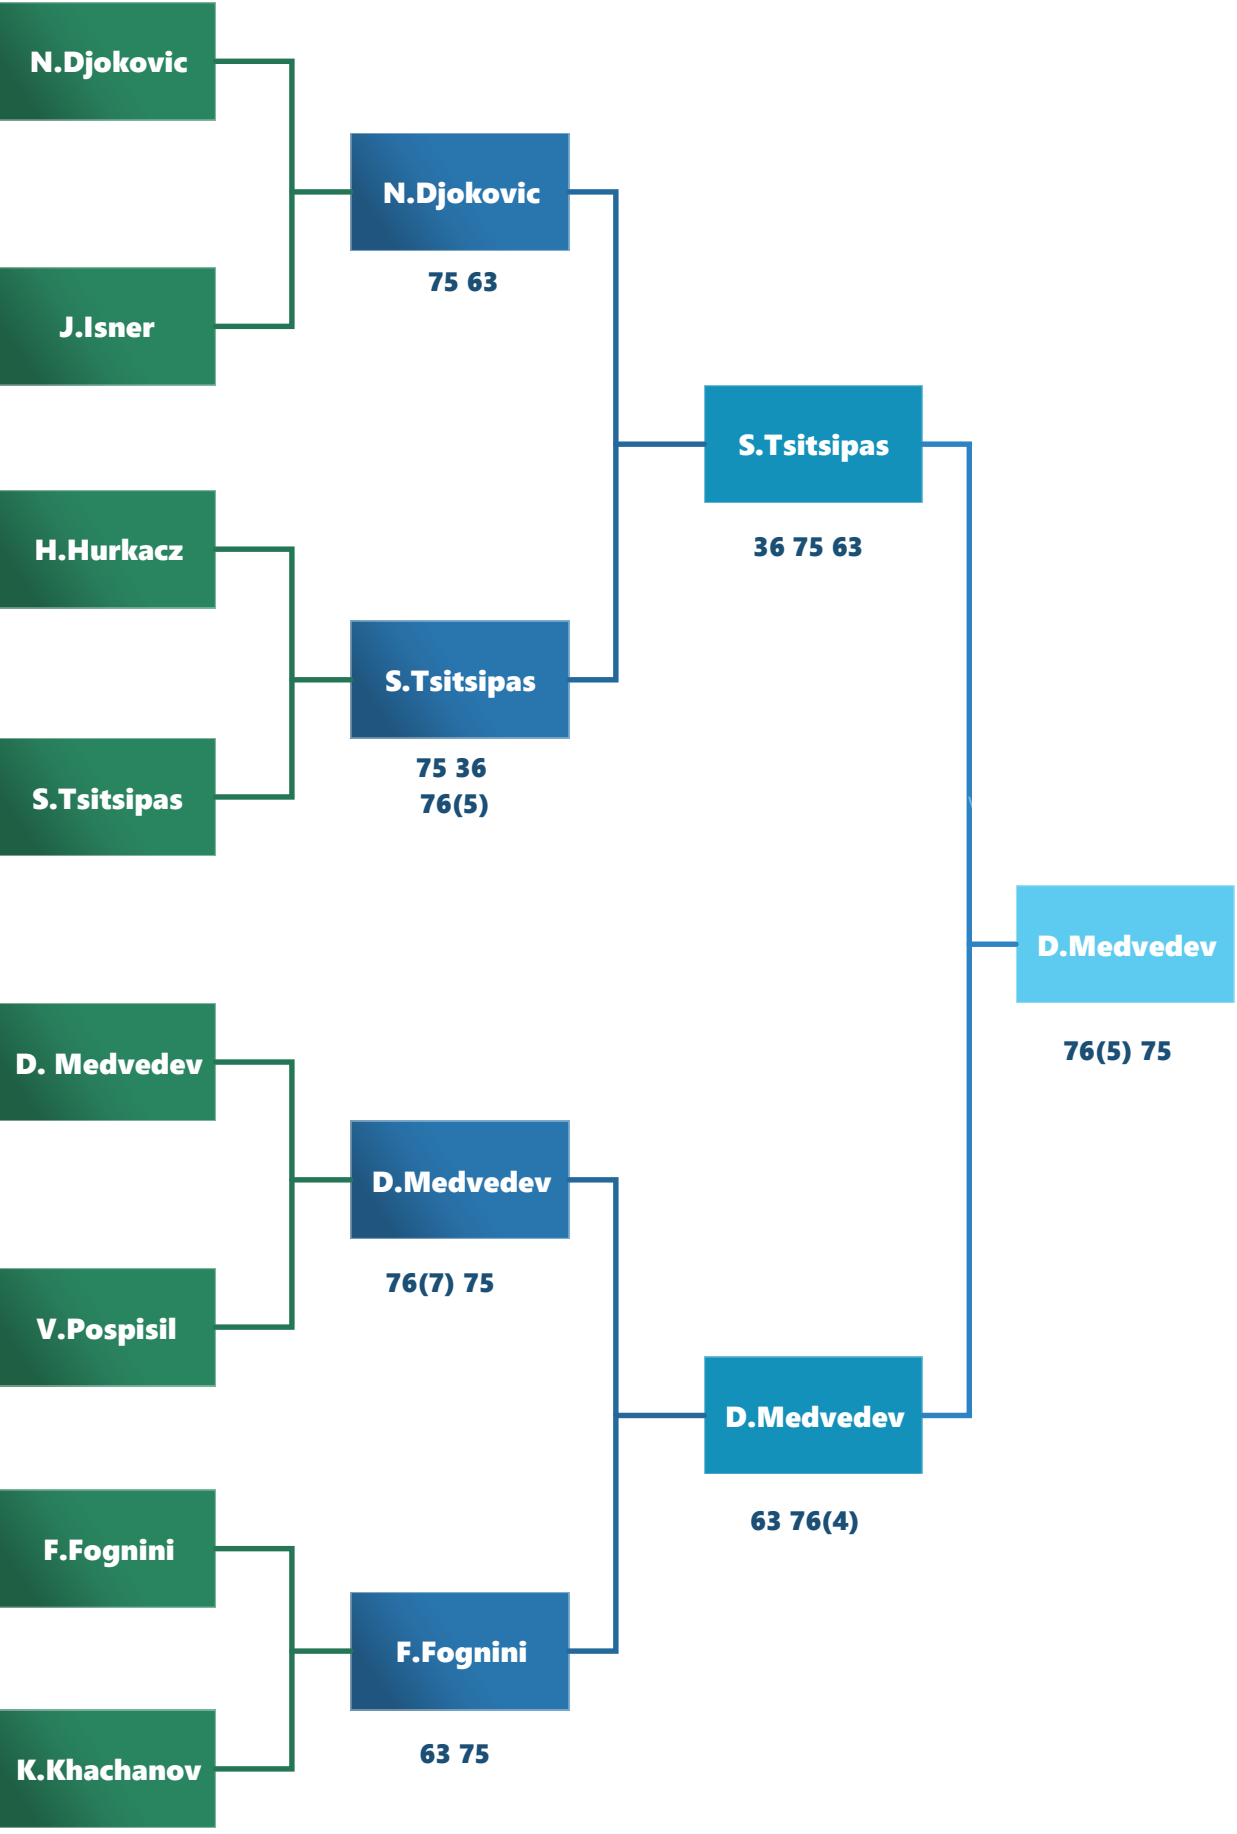 N.Djokovic
J.Isner
H.Hurkacz
S.Tsitsipas
D. Medvedev
V.Pospisil
F.Fognini
K.Khachanov
N.Djokovic
75 63
S.Tsitsipas
75 36
76(5)
D.Medvedev
76(7) 75
F.Fognini
63 75
S.Tsitsipas
36 75 63
D.Medvedev
63 76(4)
D.Medvedev
76(5) 75